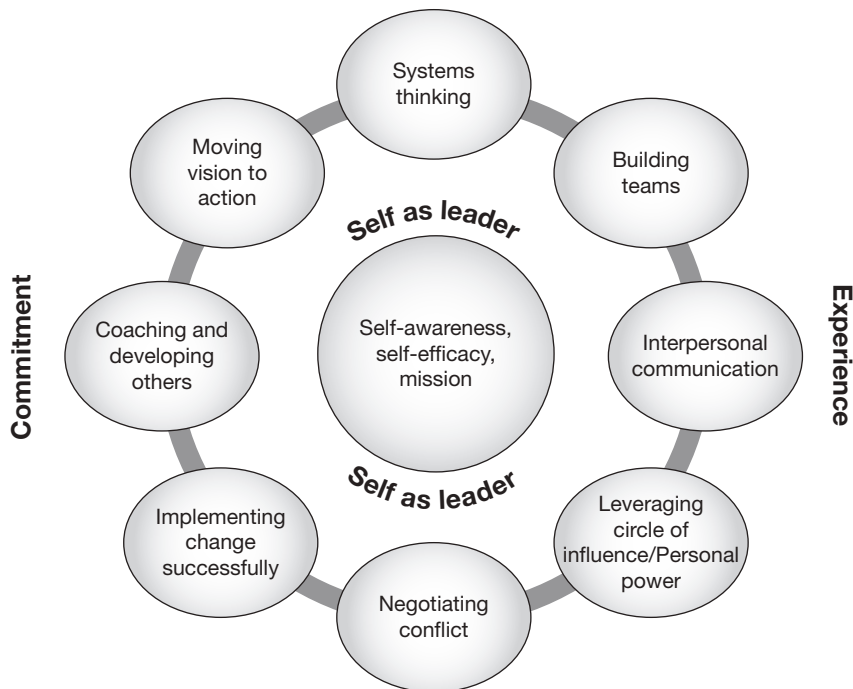 Systems
thinking
Building
teams
Interpersonal
communication
Leveraging
circle of
influence/Personal
power
Negotiating
conflict
Implementing
change
successfully
Coaching and
developing
others
Moving
vision to
action
Self as leader
Self-awareness,
self-efficacy,
mission
Self as leader
Commitment
Experience